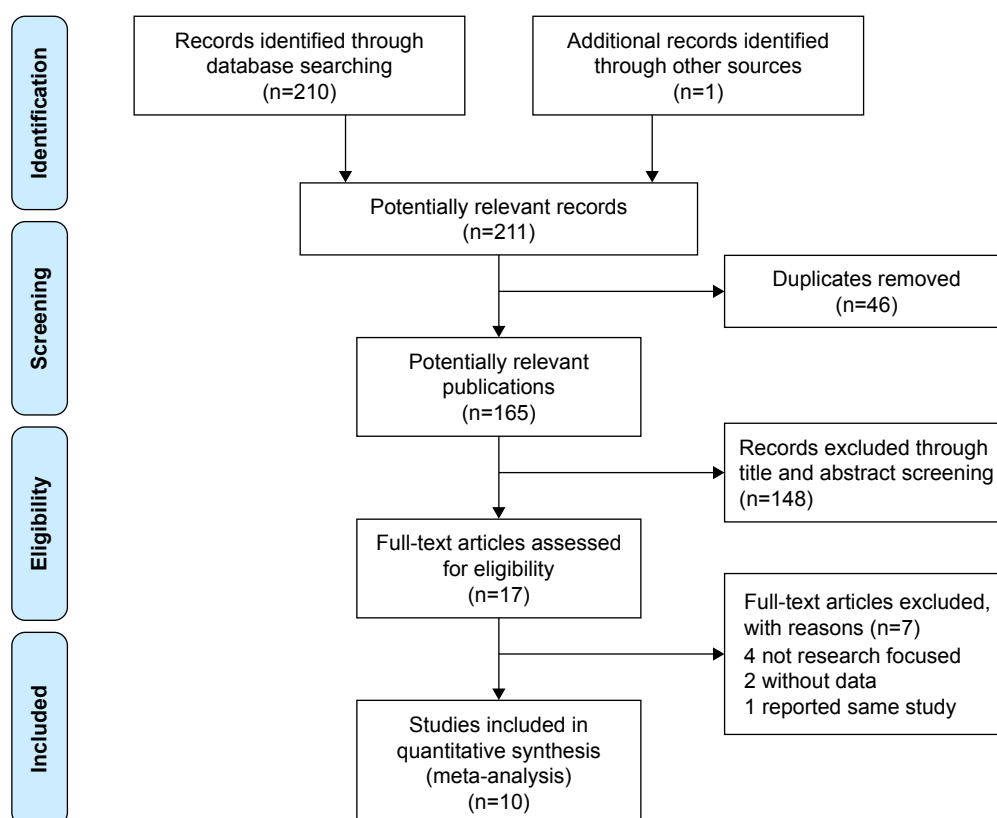 Identification
Records identified through
database searching
(n=210)
Additional records identified
through other sources
(n=1)
Potentially relevant records
(n=211)
Screening
Duplicates removed
(n=46)
Potentially relevant
publications
(n=165)
Eligibility
Records excluded through
title and abstract screening
(n=148)
Full-text articles assessed
for eligibility
(n=17)
Full-text articles excluded,
with reasons (n=7)
4 not research focused
2 without data
1 reported same study
Included
Studies included in
quantitative synthesis
(meta-analysis)
(n=10)